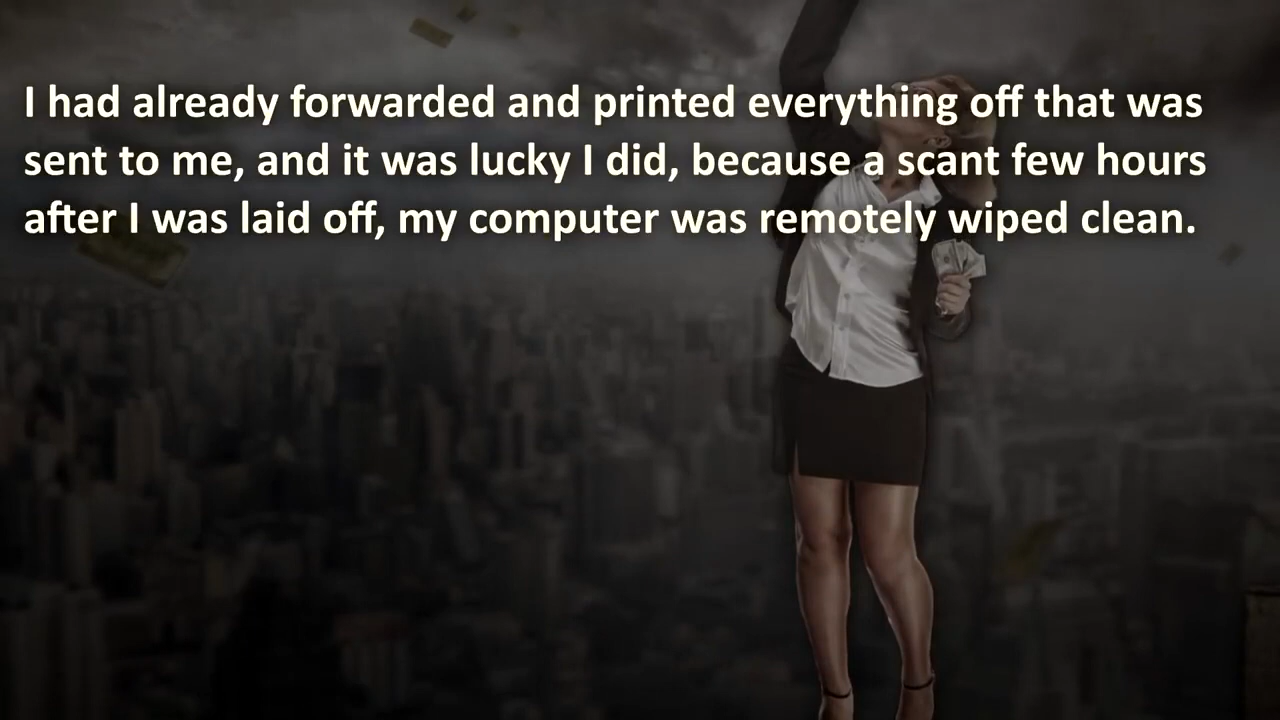 I had already forwarded and printed everything off that was
sent to me, and it was lucky I did, because a scant few hours
after I was laid off, my computer was remotely wiped clean.